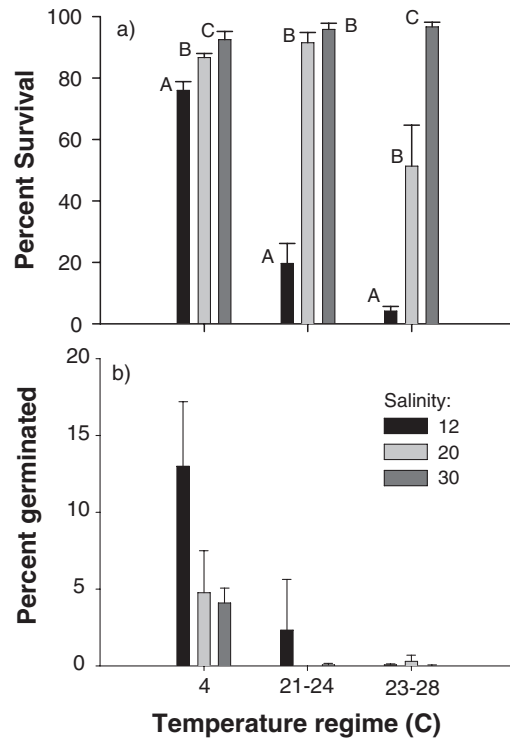 a)
Percent Survival
100
80
60
40
20
0
A
B
C
A
B
B
A
B
C
b)
Percent germinated
20
15
10
5
0
Salinity:
12
20
30
4
21-24
23-28
Temperature regime (C)